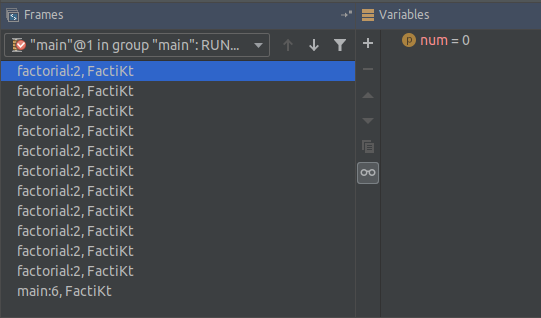 Frames
Variables
"main"@1 in group "main": RUN...
num = 0
factorial:2, FactiKt
factorial:2, FactiKt
factorial:2, FactiKt
factorial:2, FactiKt
factorial:2, FactiKt
factorial:2, FactiKt
factorial:2, FactiKt
factorial:2, FactiKt
factorial:2, FactiKt
factorial:2, FactiKt
factorial:2, FactiKt
main:6, FactiKt